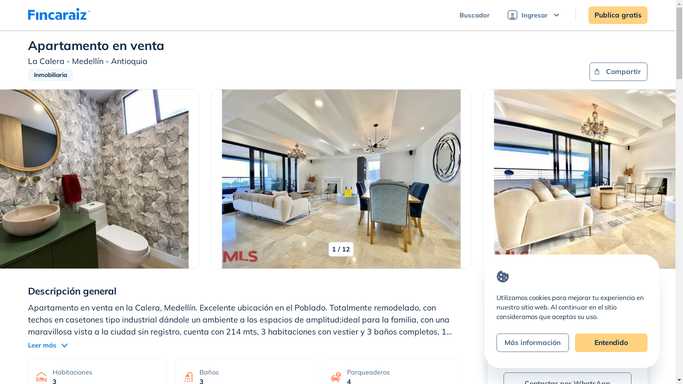 Fincaraiz
Buscador
Ingresar
Publica gratis
Apartamento en venta
La Calera - Medellín - Antioquia
Inmobiliaria
Compartir
1 / 12
MLS
Descripción general
Apartamento en venta en la Calera, Medellín. Excelente ubicación en el Poblado. Totalmente remodelado, con
techos en casetones tipo industrial dándole un ambiente a los espacios de amplitud;ideal para la familia, con una
maravillosa vista a la ciudad sin registro, cuenta con 214 mts, 3 habitaciones con vestier y 3 baños completos, 1...
Leer más
Habitaciones
3
Baños
3
Parqueaderos
4
Utilizamos cookies para mejorar tu experiencia en
nuestro sitio web. Al continuar en el sitio
consideramos que aceptas su uso.
Más información
Entendido
Contactar por WhatsApp